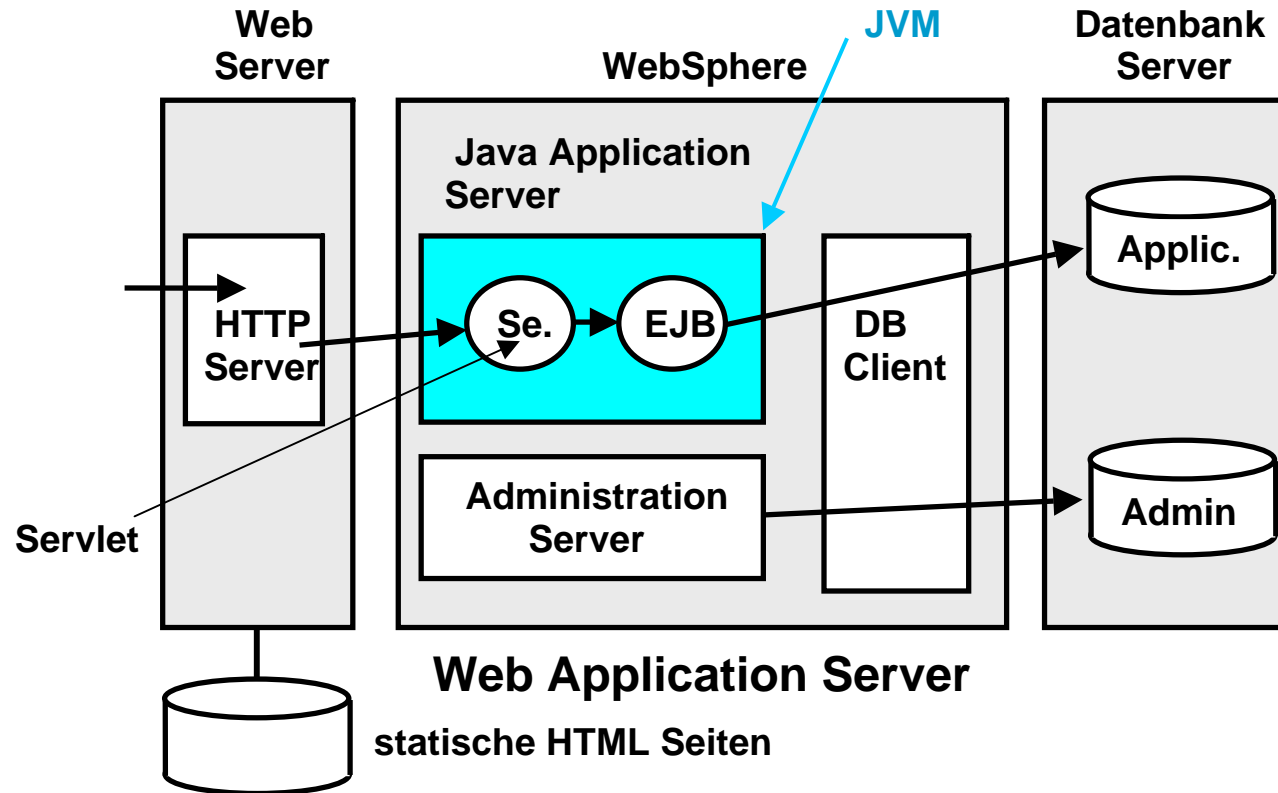 Web
Server
WebSphere
JVM
Datenbank
Server
Java Application
Server
HTTP
Server
Se.
EJB
DB
Client
Applic.
Administration
Server
Admin
Servlet
Web Application Server
statische HTML Seiten